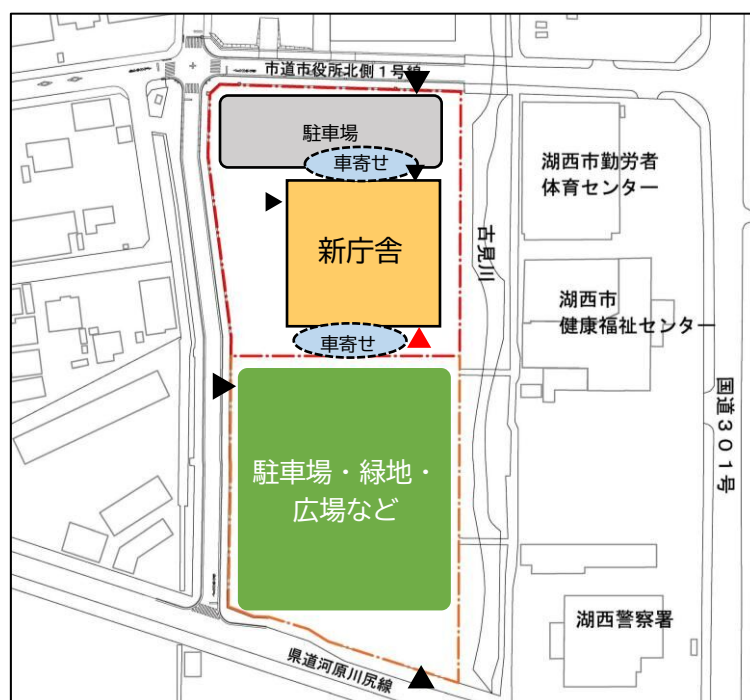 市道市役所北側１号線
駐車場
車寄せ
新庁舎
車寄せ
駐車場・緑地・
広場など
古見川
湖西市勤労者
体育センター
湖西市
健康福祉センター
国道３０１号
湖西警察署
県道河原川尻線